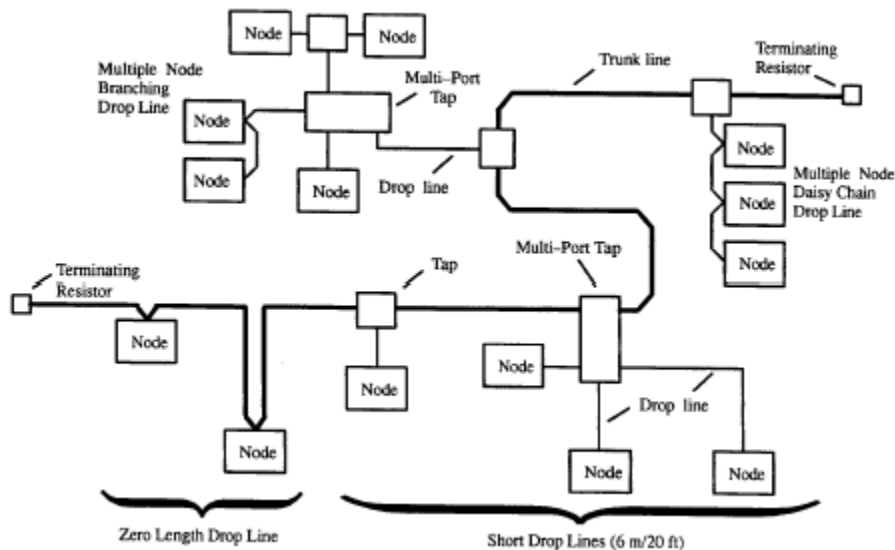 Node
Node
Terminating
Resistor
Trunk line
Multiple Node
Branching
Drop Line
Multi–Port
Tap
Node
Node
Node
Drop line
Node
Node
Node
Multiple Node
Daisy Chain
Drop Line
Terminating
Resistor
Tap
Multi–Port Tap
Node
Node
Node
Drop line
Node
Node
Node
Zero Length Drop Line
Short Drop Lines (6 m/20 ft)